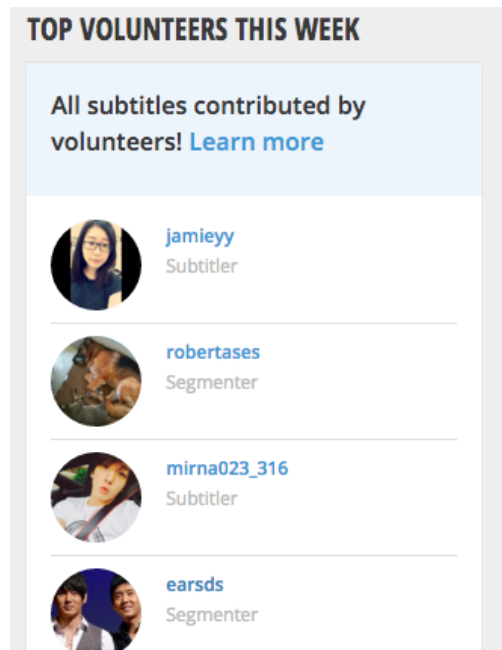 TOP VOLUNTEERS THIS WEEK
All subtitles contributed by
volunteers! Learn more
jamieyy
Subtitler
robertases
Segmenter
mirna023_316
Subtitler
earsds
Segmenter